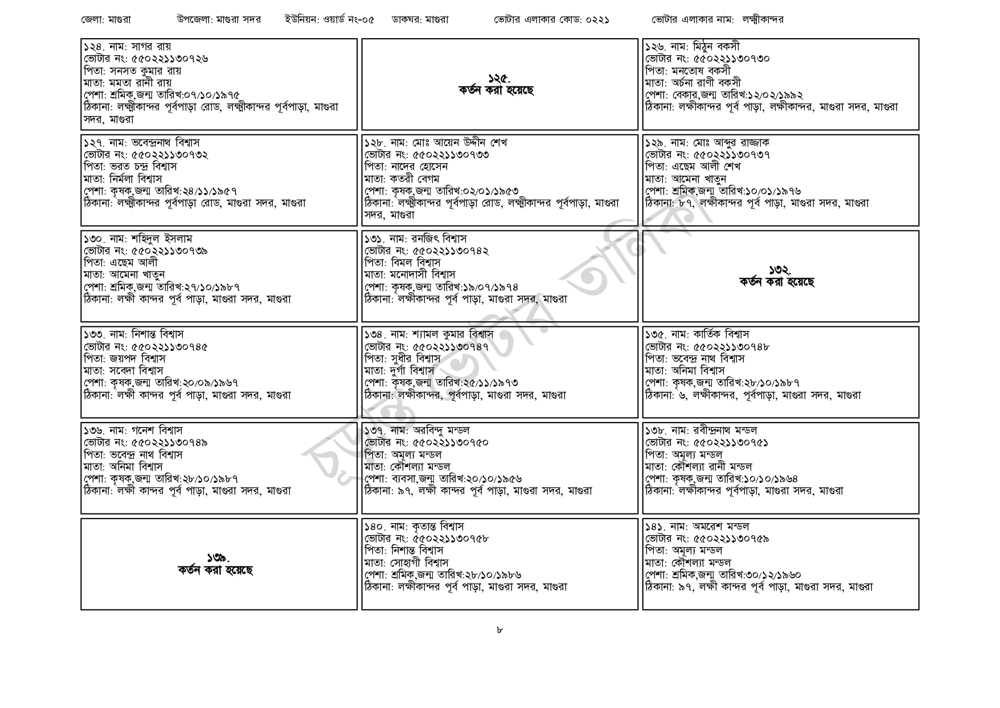 জেলা: মাগুরা উপজেলা: মাগুরা সদর ইউনিয়ন: ওয়ার্ড নং-০৫ ডাকঘর: মাগুরা ভোটার এলাকার কোড: ০২২১ ভোটার এলাকার নাম: লক্ষ্মীকান্দর
১২৪. নাম: সাগর রায়
ভোটার নং: ৫৫০২২১১৩০৭২৬
পিতা: সনসত কুমার রায়
মাতা: মমতা রানী রায়
পেশা: শ্রমিক,জন্ম তারিখ:০৭/১০/১৯৭৫
ঠিকানা: লক্ষ্মীকান্দর পূর্বপাড়া রোড, লক্ষ্মীকান্দর পূর্বপাড়া, মাগুরা
সদর, মাগুরা
১২৫.
কর্তন করা হয়েছে
১২৬. নাম: মিঠুন বকসী
ভোটার নং: ৫৫০২২১১৩০৭৩০
পিতা: মনতোষ বকসী
মাতা: অর্চনা রাণী বকসী
পেশা: বেকার,জন্ম তারিখ:১২/০২/১৯৯২
ঠিকানা: লক্ষীকান্দর পূর্ব পাড়া, লক্ষীকান্দর, মাগুরা সদর, মাগুরা
১২৭. নাম: ভবেন্দ্রনাথ বিশ্বাস
ভোটার নং: ৫৫০২২১১৩০৭৩২
পিতা: ভরত চন্দ্র বিশ্বাস
মাতা: নির্মলা বিশ্বাস
পেশা: কৃষক,জন্ম তারিখ:২৪/১১/১৯৫৭
ঠিকানা: লক্ষ্মীকান্দর পূর্বপাড়া রোড, মাগুরা সদর, মাগুরা
১২৮. নাম: মোঃ আয়েন উদ্দীন শেখ
ভোটার নং: ৫৫০২২১১৩০৭৩৩
পিতা: নাদের হোসেন
মাতা: কতরী বেগম
পেশা: কৃষক,জন্ম তারিখ:০২/০১/১৯৫৩
ঠিকানা: লক্ষ্মীকান্দর পূর্বপাড়া রোড, লক্ষ্মীকান্দর পূর্বপাড়া, মাগুরা
সদর, মাগুরা
১২৯. নাম: মোঃ আব্দুর রাজ্জাক
ভোটার নং: ৫৫০২২১১৩০৭৩৭
পিতা: এছেম আলী শেখ
মাতা: আমেনা খাতুন
পেশা: শ্রমিক,জন্ম তারিখ:১০/০১/১৯৭৬
ঠিকানা: ৮৭, লক্ষীকান্দর পূর্ব পাড়া, মাগুরা সদর, মাগুরা
১৩০. নাম: শহিদুল ইসলাম
ভোটার নং: ৫৫০২২১১৩০৭৩৯
পিতা: এছেম আলী
মাতা: আমেনা খাতুন
পেশা: শ্রমিক,জন্ম তারিখ:২৭/১০/১৯৮৭
ঠিকানা: লক্ষী কান্দর পূর্ব পাড়া, মাগুরা সদর, মাগুরা
১৩১. নাম: রনজিৎ বিশ্বাস
ভোটার নং: ৫৫০২২১১৩০৭৪২
পিতা: বিমল বিশ্বাস
মাতা: মনোদাসী বিশ্বাস
পেশা: কৃষক,জন্ম তারিখ:১৯/০৭/১৯৭৪
ঠিকানা: লক্ষীকান্দর পূর্ব পাড়া, মাগুরা সদর, মাগুরা
১৩২.
কর্তন করা হয়েছে
১৩৩. নাম: নিশান্ত বিশ্বাস
ভোটার নং: ৫৫০২২১১৩০৭৪৫
পিতা: জয়পদ বিশ্বাস
মাতা: সবেদা বিশ্বাস
পেশা: কৃষক,জন্ম তারিখ:২০/০৯/১৯৬৭
ঠিকানা: লক্ষী কান্দর পূর্ব পাড়া, মাগুরা সদর, মাগুরা
১৩৪. নাম: শ্যামল কুমার বিশ্বাস
ভোটার নং: ৫৫০২২১১৩০৭৪৭
পিতা: সুধীর বিশ্বাস
মাতা: দুর্গা বিশ্বাস
পেশা: কৃষক,জন্ম তারিখ:২৫/১১/১৯৭৩
ঠিকানা: লক্ষীকান্দর, পূর্বপাড়া, মাগুরা সদর, মাগুরা
১৩৫. নাম: কার্তিক বিশ্বাস
ভোটার নং: ৫৫০২২১১৩০৭৪৮
পিতা: ভবেন্দ্র নাথ বিশ্বাস
মাতা: অনিমা বিশ্বাস
পেশা: কৃষক,জন্ম তারিখ:২৮/১০/১৯৮৭
ঠিকানা: ৬, লক্ষীকান্দর, পূর্বপাড়া, মাগুরা সদর, মাগুরা
১৩৬. নাম: গনেশ বিশ্বাস
ভোটার নং: ৫৫০২২১১৩০৭৪৯
পিতা: ভবেন্দ্র নাথ বিশ্বাস
মাতা: অনিমা বিশ্বাস
পেশা: কৃষক,জন্ম তারিখ:২৮/১০/১৯৮৭
ঠিকানা: লক্ষী কান্দর পূর্ব পাড়া, মাগুরা সদর, মাগুরা
১৩৭. নাম: অরবিন্দু মন্ডল
ভোটার নং: ৫৫০২২১১৩০৭৫০
পিতা: অমূল্য মন্ডল
মাতা: কৌশল্যা মন্ডল
পেশা: ব্যবসা,জন্ম তারিখ:২০/১০/১৯৫৬
ঠিকানা: ৯৭, লক্ষী কান্দর পূর্ব পাড়া, মাগুরা সদর, মাগুরা
১৩৮. নাম: রবীন্দ্রনাথ মন্ডল
ভোটার নং: ৫৫০২২১১৩০৭৫১
পিতা: অমূল্য মন্ডল
মাতা: কৌশল্যা রানী মন্ডল
পেশা: কৃষক,জন্ম তারিখ:১০/১০/১৯৬৪
ঠিকানা: লক্ষীকান্দর পূর্বপাড়া, মাগুরা সদর, মাগুরা
১৩৯.
কর্তন করা হয়েছে
১৪০. নাম: কৃতান্ত বিশ্বাস
ভোটার নং: ৫৫০২২১১৩০৭৫৮
পিতা: নিশান্ত বিশ্বাস
মাতা: সোহাগী বিশ্বাস
পেশা: শ্রমিক,জন্ম তারিখ:২৮/১০/১৯৮৬
ঠিকানা: লক্ষীকান্দর পূর্ব পাড়া, মাগুরা সদর, মাগুরা
১৪১. নাম: অমরেশ মন্ডল
ভোটার নং: ৫৫০২২১১৩০৭৫৯
পিতা: অমূল্য মন্ডল
মাতা: কৌশল্যা মন্ডল
পেশা: শ্রমিক,জন্ম তারিখ:৩০/১২/১৯৬০
ঠিকানা: ৯৭, লক্ষী কান্দর পূর্ব পাড়া, মাগুরা সদর, মাগুরা
চূড়ান্ত ভোটার তালিকা
৮